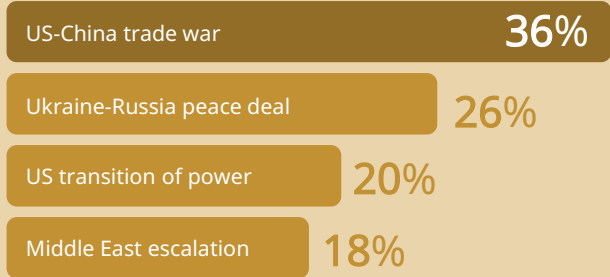 US-China trade war 36%
Ukraine-Russia peace deal 26%
US transition of power 20%
Middle East escalation 18%